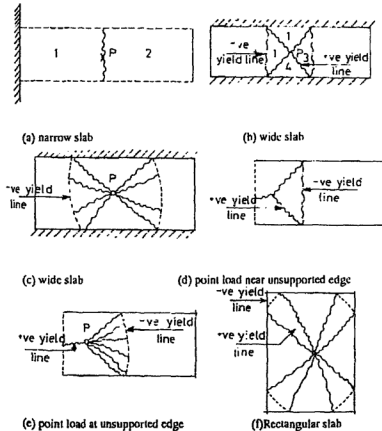 1 P 2
-ve
yield line
1
1 P 3
4
+ve
yield line
(a) narrow slab
(b) wide slab
P
-ve yield
line
+ve yield
line
-ve yield
line
(c) wide slab
(d) point load near unsupported edge
P
+ve yield
line
-ve yield
line
-ve yield
line
+ve yield
line
(e) point load at unsupported edge
(f)Rectangular slab